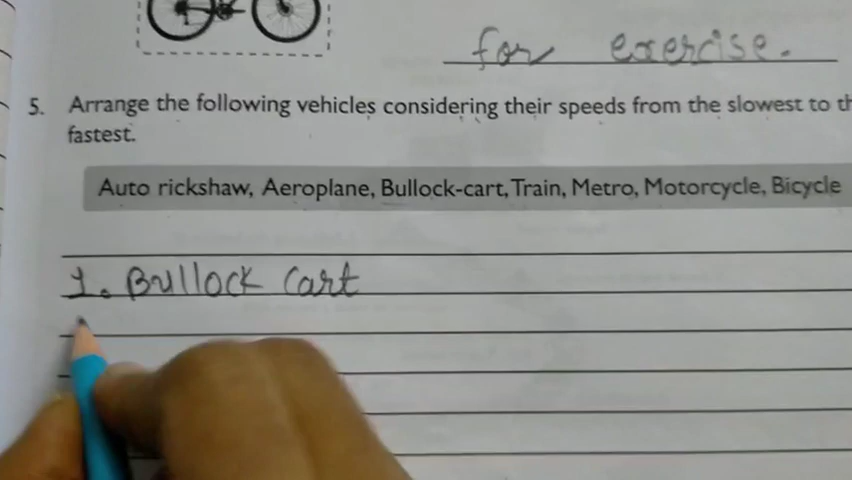 for exercise.
5. Arrange the following vehicles considering their speeds from the slowest to th
fastest.
Auto rickshaw, Aeroplane, Bullock-cart, Train, Metro, Motorcycle, Bicycle
1. Bullock Cart